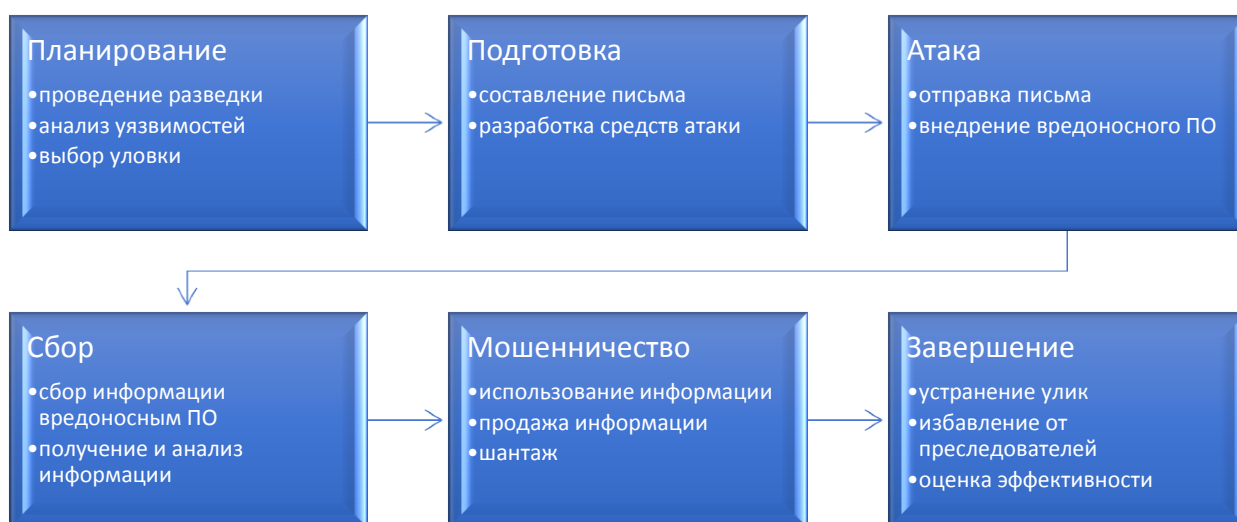 Планирование
•проведение разведки
•анализ уязвимостей
•выбор уловки
Подготовка
•составление письма
•разработка средств атаки
Атака
•отправка письма
•внедрение вредоносного ПО
Сбор
•сбор информации
вредоносным ПО
•получение и анализ
информации
Мошенничество
•использование информации
•продажа информации
•шантаж
Завершение
•устранение улик
•избавление от
преследователей
•оценка эффективности